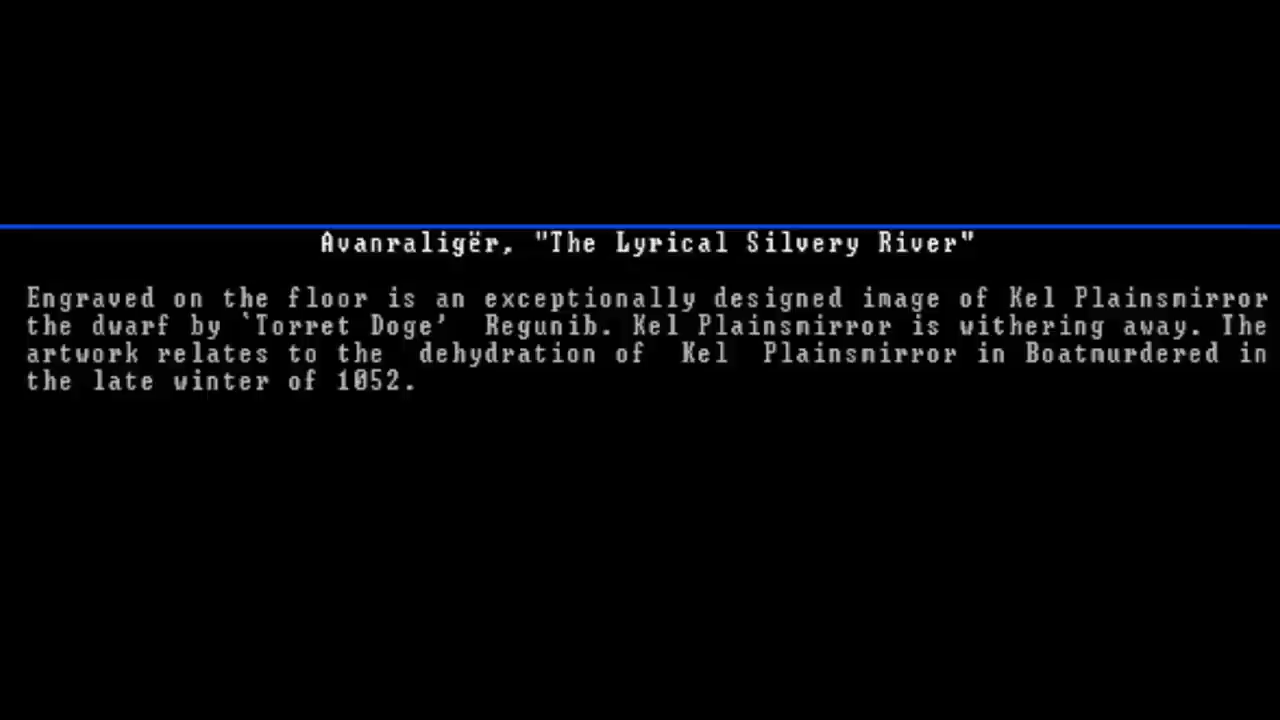 Avanraligër, "The Lyrical Silvery River"
Engraved on the floor is an exceptionally designed image of Kel Plainsmirror
the dwarf by `Torret Doge' Regunib. Kel Plainsmirror is withering away. The
artwork relates to the dehydration of Kel Plainsmirror in Boatmurdered in
the late winter of 1052.